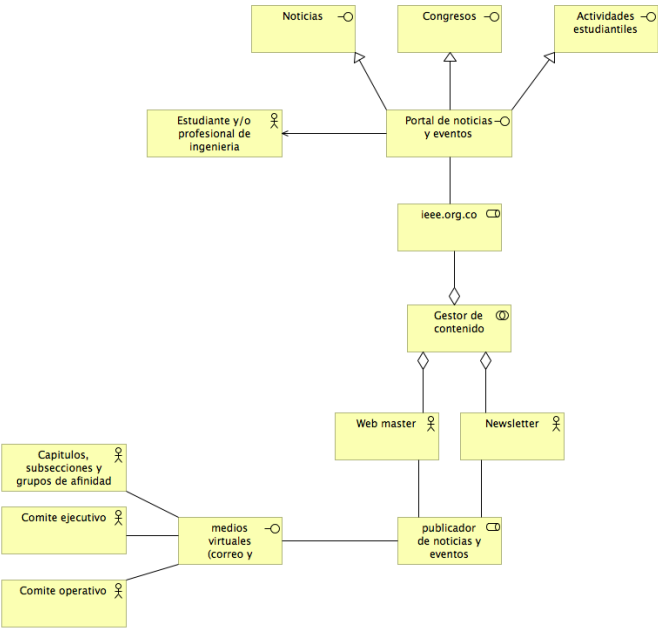 Noticias
Congresos
Actividades
estudiantiles
Estudiante y/o
profesional de
ingenieria
Portal de noticias
y eventos
ieee.org.co
Gestor de
contenido
Web master
Newsletter
Capitulos,
subsecciones y
grupos de afinidad
Comite ejecutivo
medios
virtuales
(correo y
publicador
de noticias y
eventos
Comite operativo